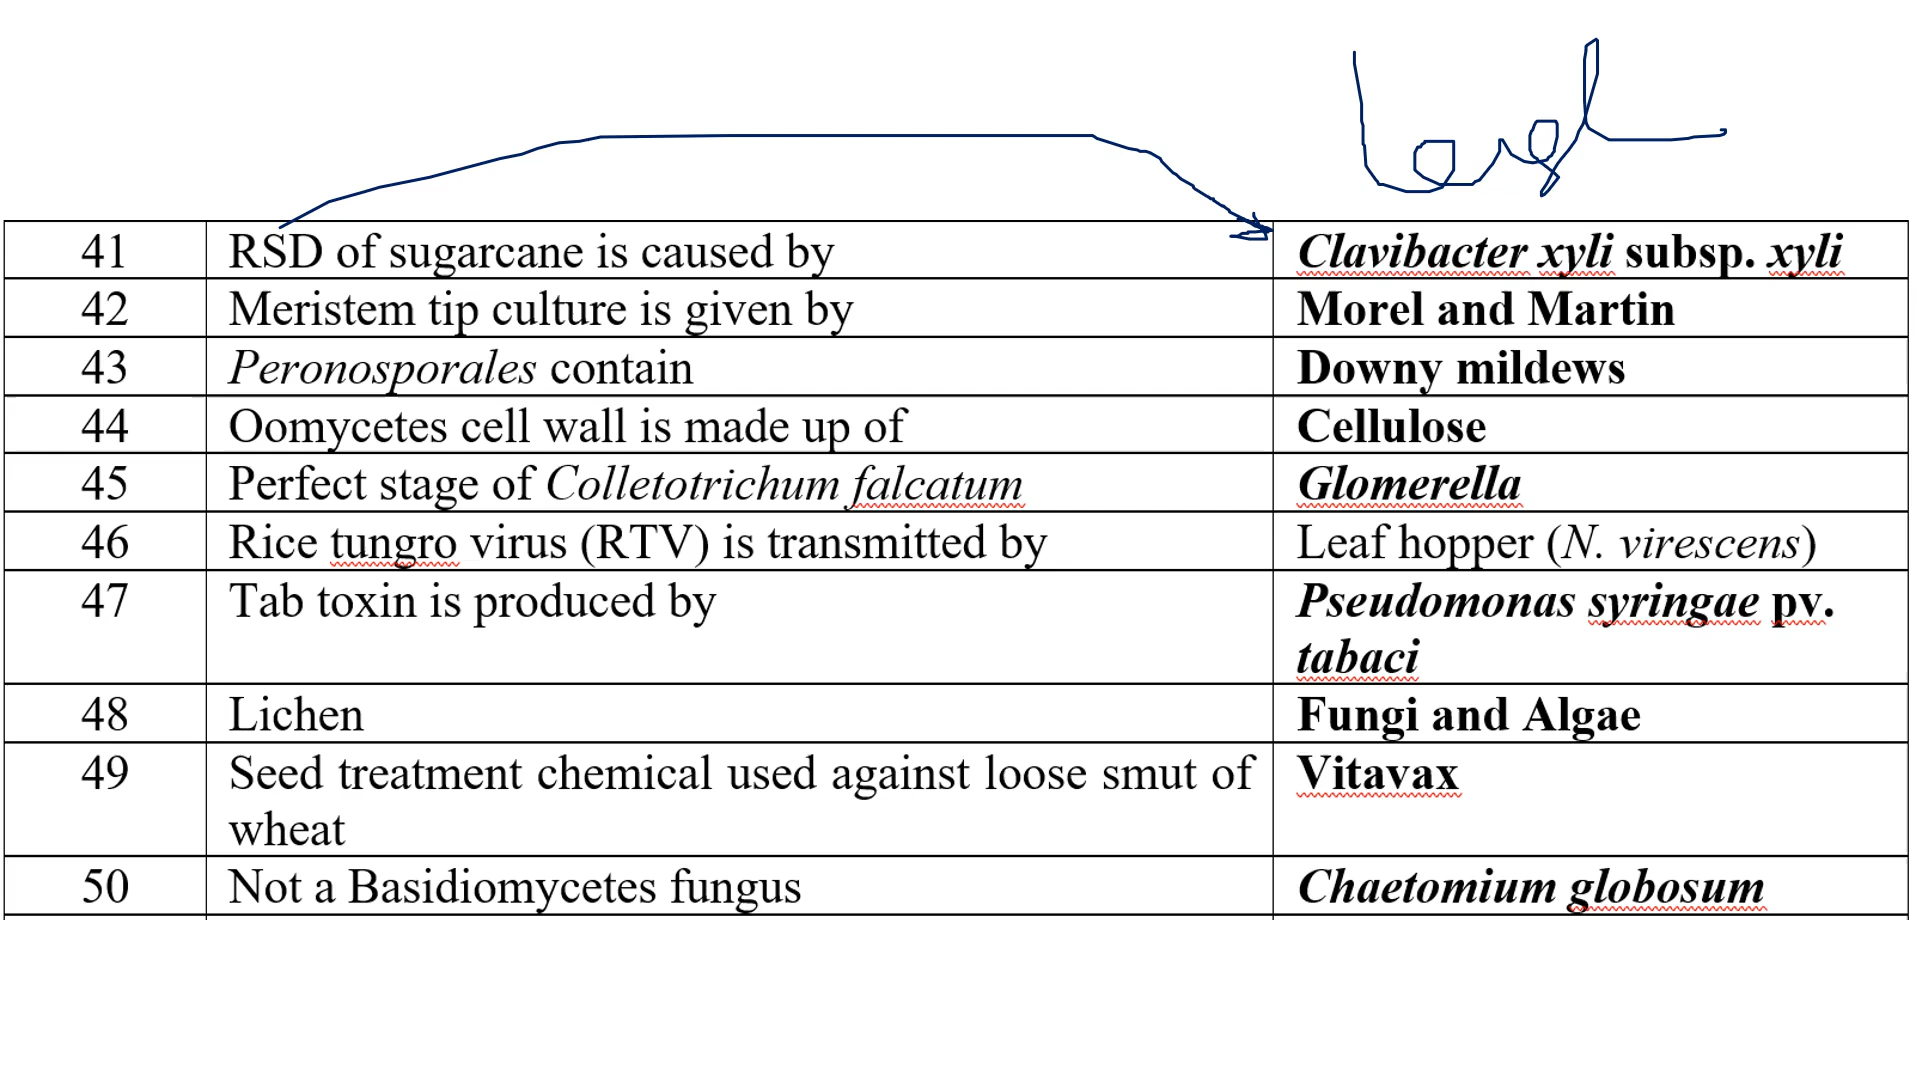 41 RSD of sugarcane is caused by Clavibacter xyli subsp. xyli
42 Meristem tip culture is given by Morel and Martin
43 Peronosporales contain Downy mildews
44 Oomycetes cell wall is made up of Cellulose
45 Perfect stage of Colletotrichum falcatum Glomerella
46 Rice tungro virus (RTV) is transmitted by Leaf hopper (N. virescens)
47 Tab toxin is produced by Pseudomonas syringae pv.
tabaci
48 Lichen Fungi and Algae
49 Seed treatment chemical used against loose smut of Vitavax
wheat
50 Not a Basidiomycetes fungus Chaetomium globosum